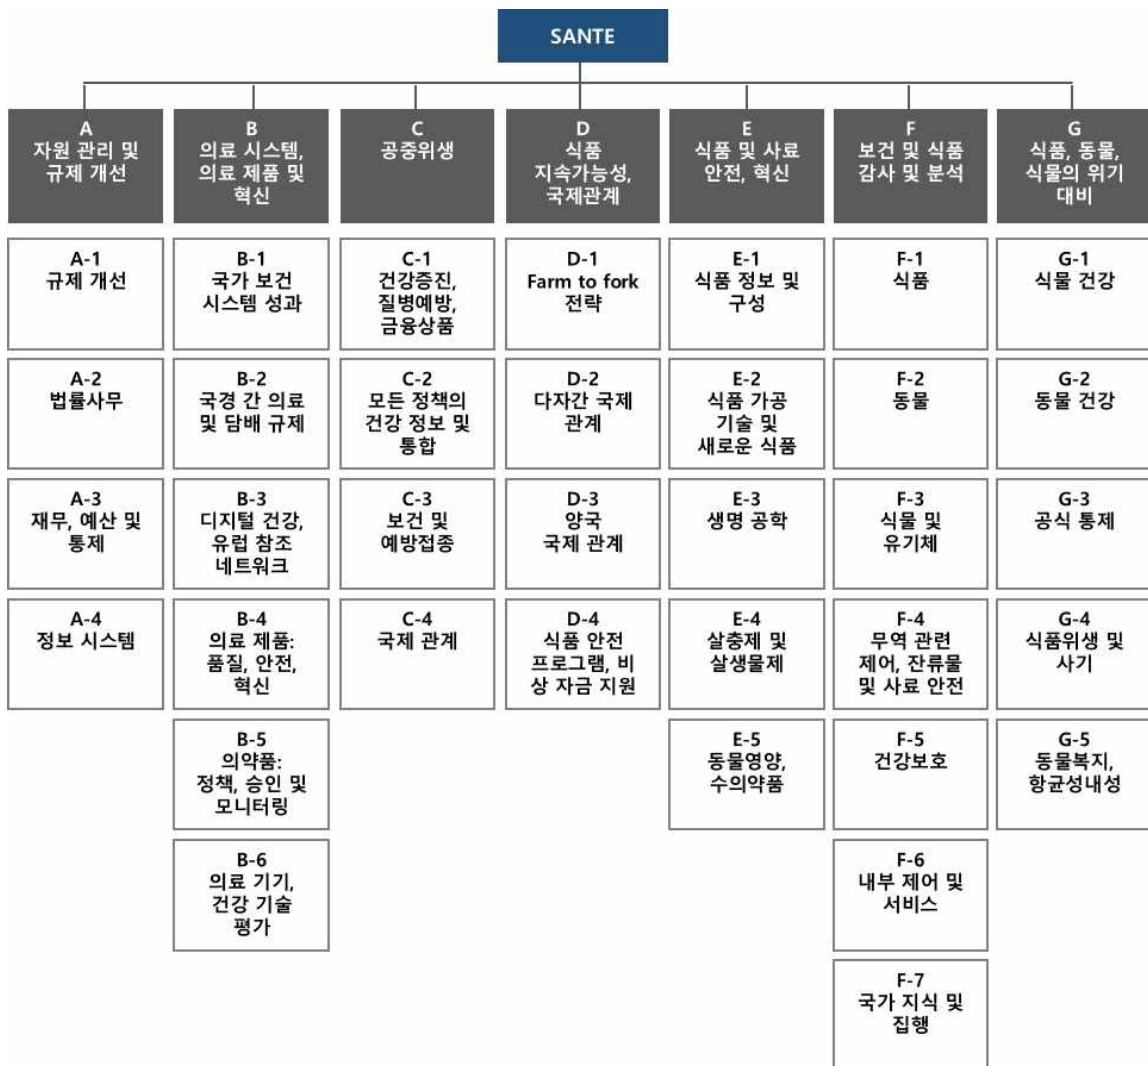 SANTE
A
자원 관리 및
규제 개선
B
의료 시스템,
의료 제품 및
혁신
C
공중위생
D
식품
지속가능성,
국제관계
E
식품 및 사료
안전, 혁신
F
보건 및 식품
감사 및 분석
G
식품, 동물,
식물의 위기
대비
A-1
규제 개선
B-1
국가 보건
시스템 성과
C-1
건강증진,
질병예방,
금융상품
D-1
Farm to fork
전략
E-1
식품 정보 및
구성
F-1
식품
G-1
식물 건강
A-2
법률사무
B-2
국경 간 의료
및 담배 규제
C-2
모든 정책의
건강 정보 및
통합
D-2
다자간 국제
관계
E-2
식품 가공
기술 및
새로운 식품
F-2
동물
G-2
동물 건강
A-3
재무, 예산 및
통제
B-3
디지털 건강,
유럽 참조
네트워크
C-3
보건 및
예방접종
D-3
양국
국제 관계
E-3
생명 공학
F-3
식물 및
유기체
G-3
공식 통제
A-4
정보 시스템
B-4
의료 제품:
품질, 안전,
혁신
C-4
국제 관계
D-4
식품 안전
프로그램, 비
상 자금 지원
E-4
살충제 및
살생물제
F-4
무역 관련
제어, 잔류물
및 사료 안전
G-4
식품위생 및
사기
B-5
의약품:
정책, 승인 및
모니터링
E-5
동물영양,
수의약품
F-5
건강보호
G-5
동물복지,
항균성내성
B-6
의료 기기,
건강 기술
평가
F-6
내부 제어 및
서비스
F-7
국가 지식 및
집행